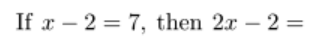 If x − 2 = 7, then 2x − 2 =